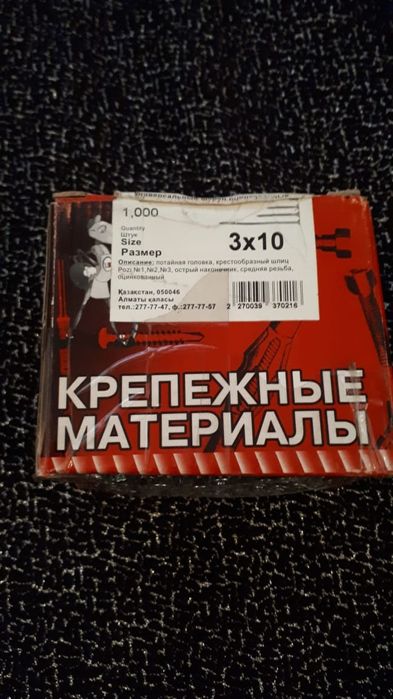 1,000
Quantity
Штук
Size
Размер
3x10
Описание: потайная головка, крестообразный шлиц
Pozi №1,№2,№3, острый наконечник, средняя резьба,
оцинкованный
Қазакстан, 050046
Алматы қаласы
тел.:277-77-47, ф.:277-77-57
2 270039 370216
КРЕПЕЖНЫЕ
МАТЕРИАЛЫ